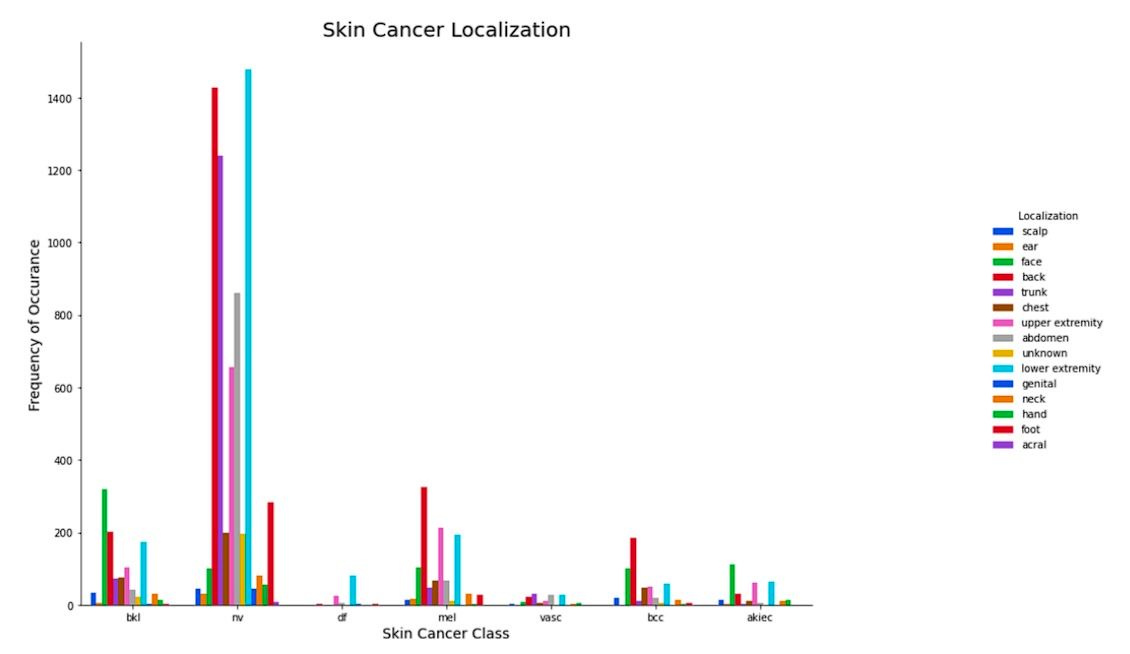 Skin Cancer Localization
Frequency of Occurance
1400
1200
1000
800
600
400
200
0
bkl
nv
df
mel
vasc
bcc
akiec
Skin Cancer Class
Localization
scalp
ear
face
back
trunk
chest
upper extremity
abdomen
unknown
lower extremity
genital
neck
hand
foot
acral